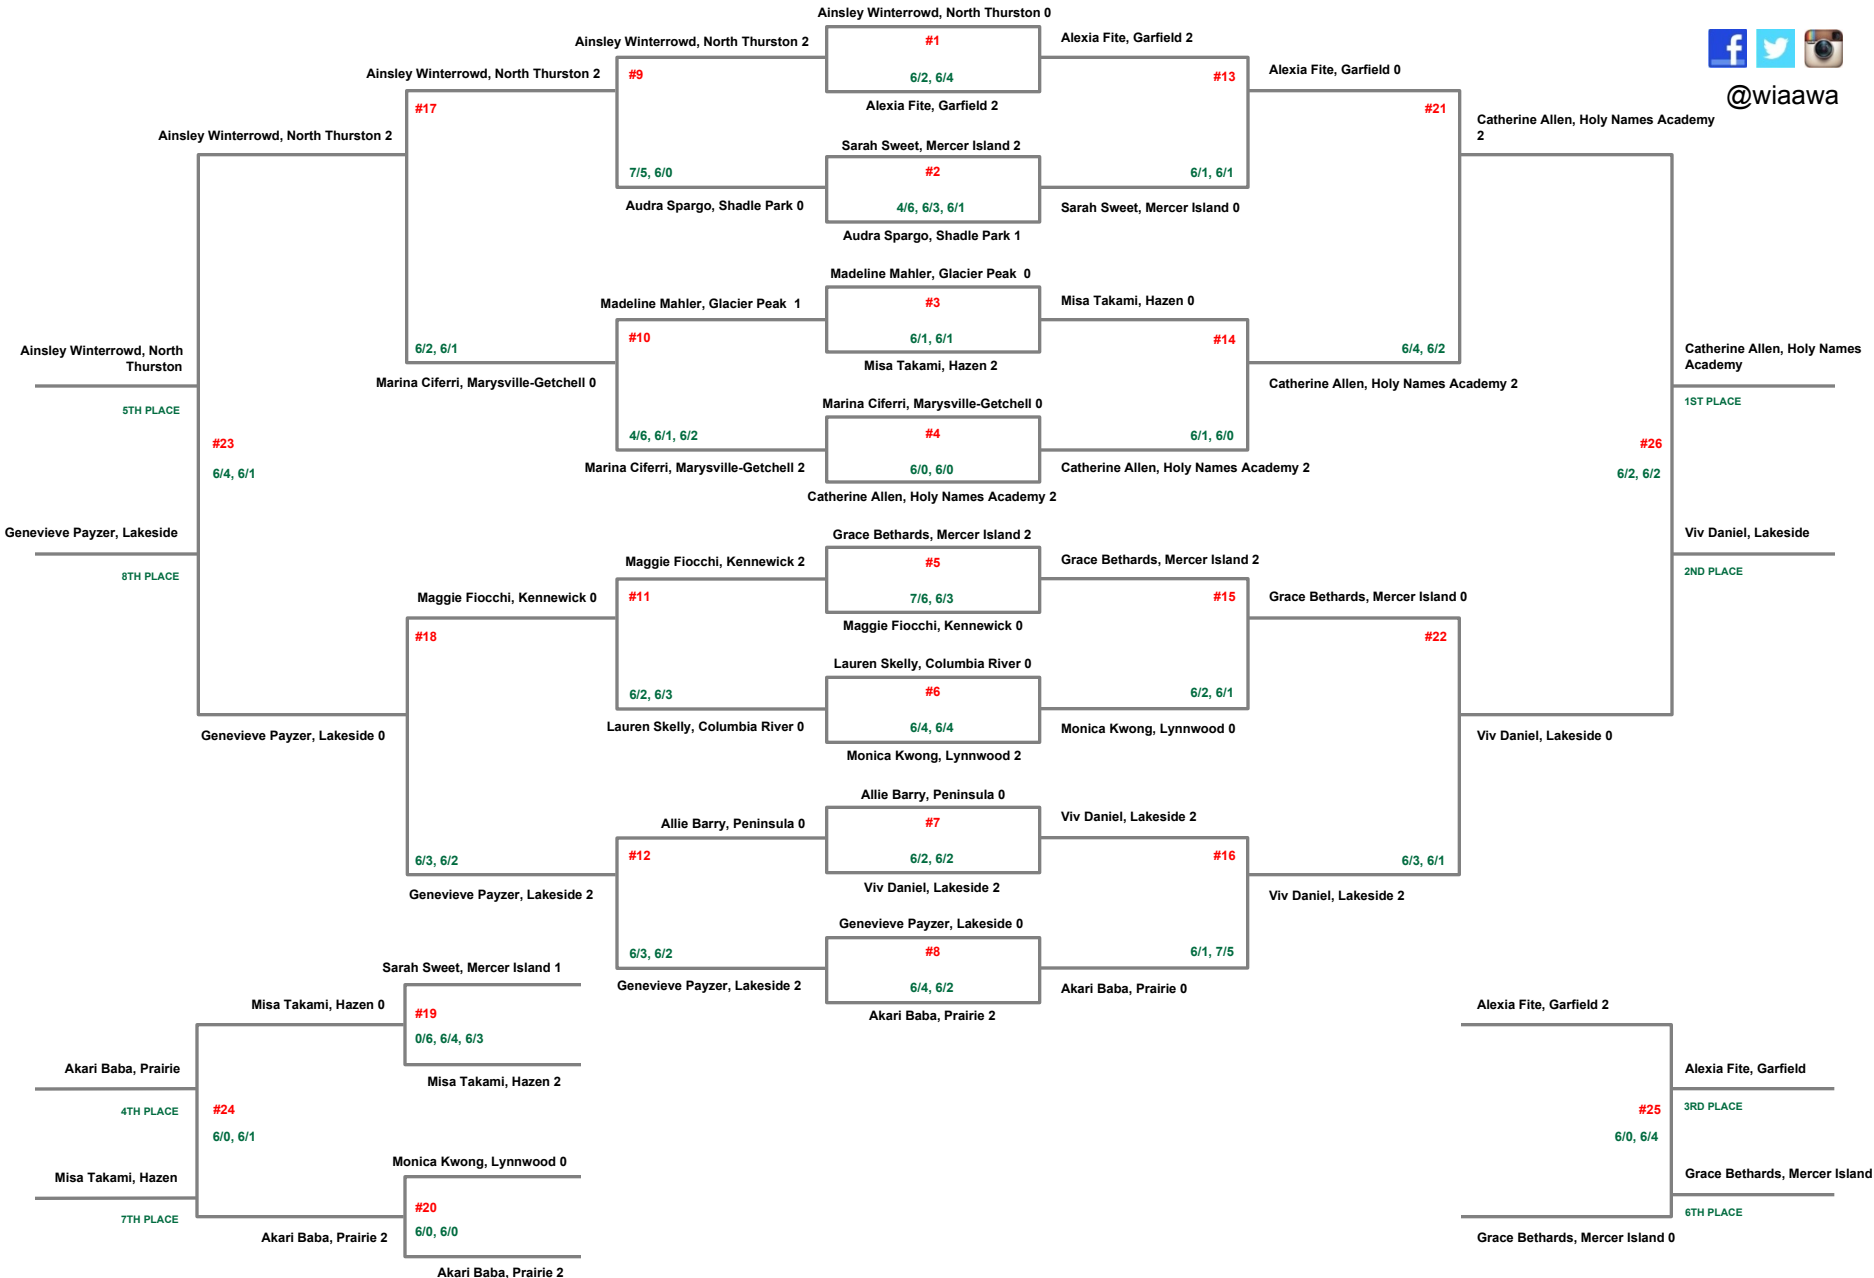 Ainsley Winterrowd, North Thurston 0
Ainsley Winterrowd, North Thurston 2
#1
Alexia Fite, Garfield 2
Ainsley Winterrowd, North Thurston 2
#9
6/2, 6/4
#13
Alexia Fite, Garfield 0
@wiaawa
#17
Alexia Fite, Garfield 2
#21
Catherine Allen, Holy Names Academy
2
Ainsley Winterrowd, North Thurston 2
Sarah Sweet, Mercer Island 2
7/5, 6/0
#2
6/1, 6/1
Audra Spargo, Shadle Park 0
4/6, 6/3, 6/1
Sarah Sweet, Mercer Island 0
Audra Spargo, Shadle Park 1
Madeline Mahler, Glacier Peak 0
Madeline Mahler, Glacier Peak 1
#3
Misa Takami, Hazen 0
#10
6/1, 6/1
#14
Ainsley Winterrowd, North
Thurston
6/2, 6/1
Misa Takami, Hazen 2
6/4, 6/2
Catherine Allen, Holy Names
Academy
Marina Ciferri, Marysville-Getchell 0
Catherine Allen, Holy Names Academy 2
5TH PLACE
Marina Ciferri, Marysville-Getchell 0
1ST PLACE
#23
4/6, 6/1, 6/2
#4
6/1, 6/0
#26
6/4, 6/1
Marina Ciferri, Marysville-Getchell 2
6/0, 6/0
Catherine Allen, Holy Names Academy 2
6/2, 6/2
Catherine Allen, Holy Names Academy 2
Genevieve Payzer, Lakeside
Grace Bethards, Mercer Island 2
Viv Daniel, Lakeside
8TH PLACE
Maggie Fiocchi, Kennewick 2
#5
Grace Bethards, Mercer Island 2
2ND PLACE
Maggie Fiocchi, Kennewick 0
#11
7/6, 6/3
#15
Grace Bethards, Mercer Island 0
#18
Maggie Fiocchi, Kennewick 0
#22
Lauren Skelly, Columbia River 0
6/2, 6/3
#6
6/2, 6/1
Genevieve Payzer, Lakeside 0
Lauren Skelly, Columbia River 0
6/4, 6/4
Monica Kwong, Lynnwood 0
Viv Daniel, Lakeside 0
Monica Kwong, Lynnwood 2
Allie Barry, Peninsula 0
Allie Barry, Peninsula 0
#7
Viv Daniel, Lakeside 2
6/3, 6/2
#12
6/2, 6/2
#16
6/3, 6/1
Genevieve Payzer, Lakeside 2
Viv Daniel, Lakeside 2
Viv Daniel, Lakeside 2
Genevieve Payzer, Lakeside 0
6/3, 6/2
#8
6/1, 7/5
Sarah Sweet, Mercer Island 1
Genevieve Payzer, Lakeside 2
6/4, 6/2
Akari Baba, Prairie 0
Misa Takami, Hazen 0
#19
Akari Baba, Prairie 2
Alexia Fite, Garfield 2
0/6, 6/4, 6/3
Akari Baba, Prairie
Misa Takami, Hazen 2
Alexia Fite, Garfield
4TH PLACE
#24
#25
3RD PLACE
6/0, 6/1
6/0, 6/4
Misa Takami, Hazen
Monica Kwong, Lynnwood 0
Grace Bethards, Mercer Island
7TH PLACE
#20
6TH PLACE
Akari Baba, Prairie 2
6/0, 6/0
Grace Bethards, Mercer Island 0
Akari Baba, Prairie 2